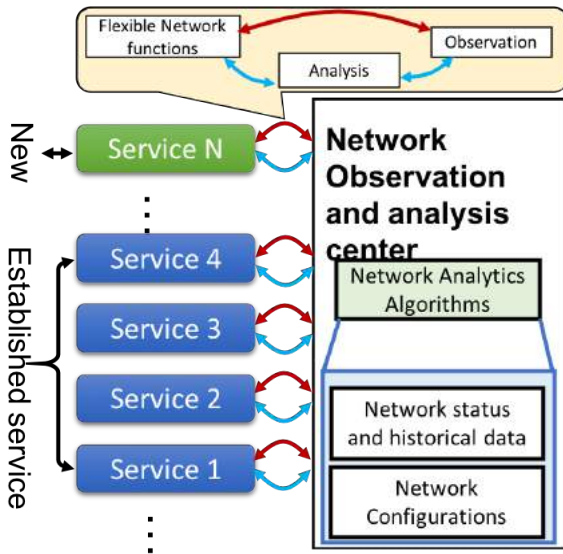 Flexible Network
functions
Observation
Analysis
New
Service N
Network
Observation
and analysis
center
Established service
Service 4
Service 3
Service 2
Service 1
Network Analytics
Algorithms
Network status
and historical data
Network
Configurations